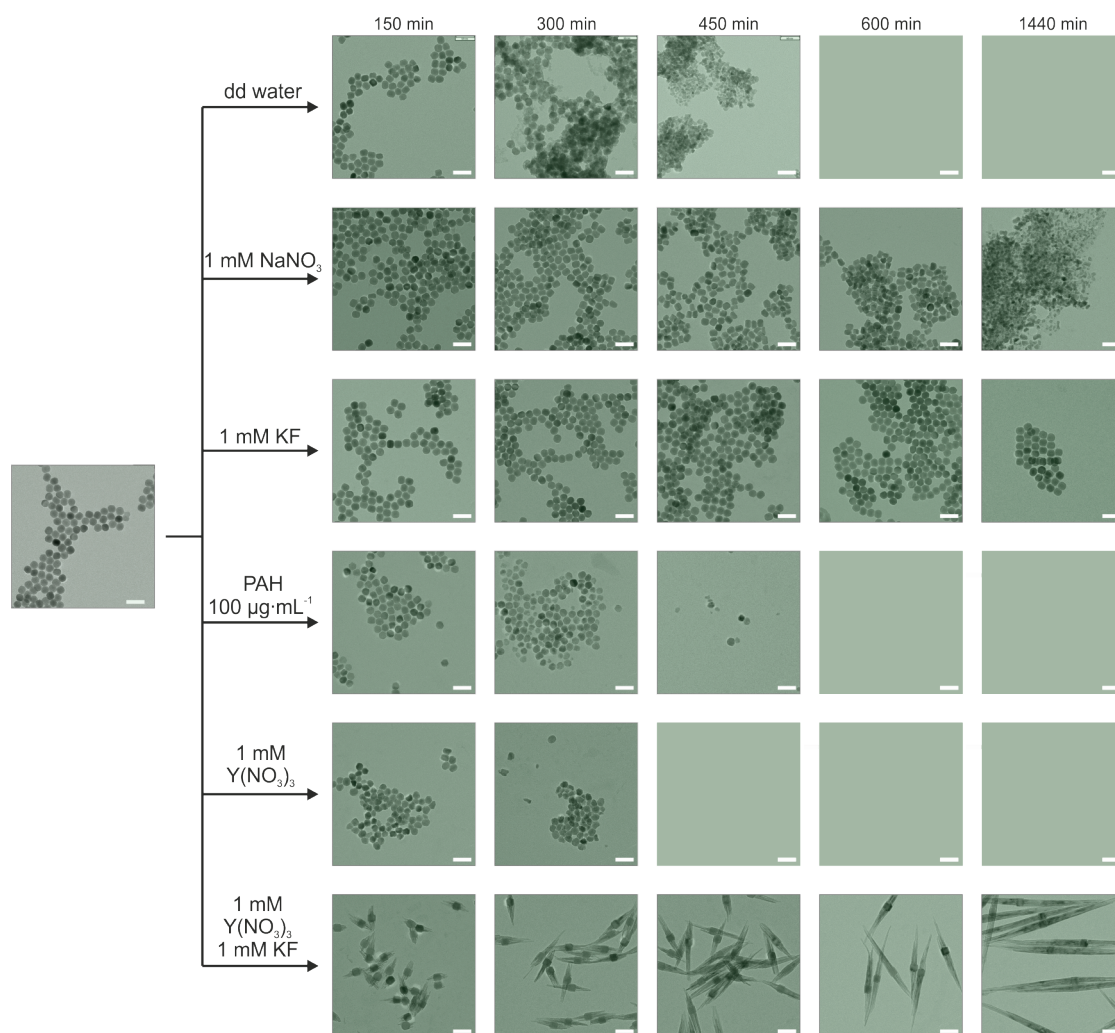 150 min
300 min
450 min
600 min
1440 min
dd water
1 mM NaNO₃
1 mM KF
PAH
100 µg·mL⁻¹
1 mM
Y(NO₃)₃
1 mM
Y(NO₃)₃
1 mM KF